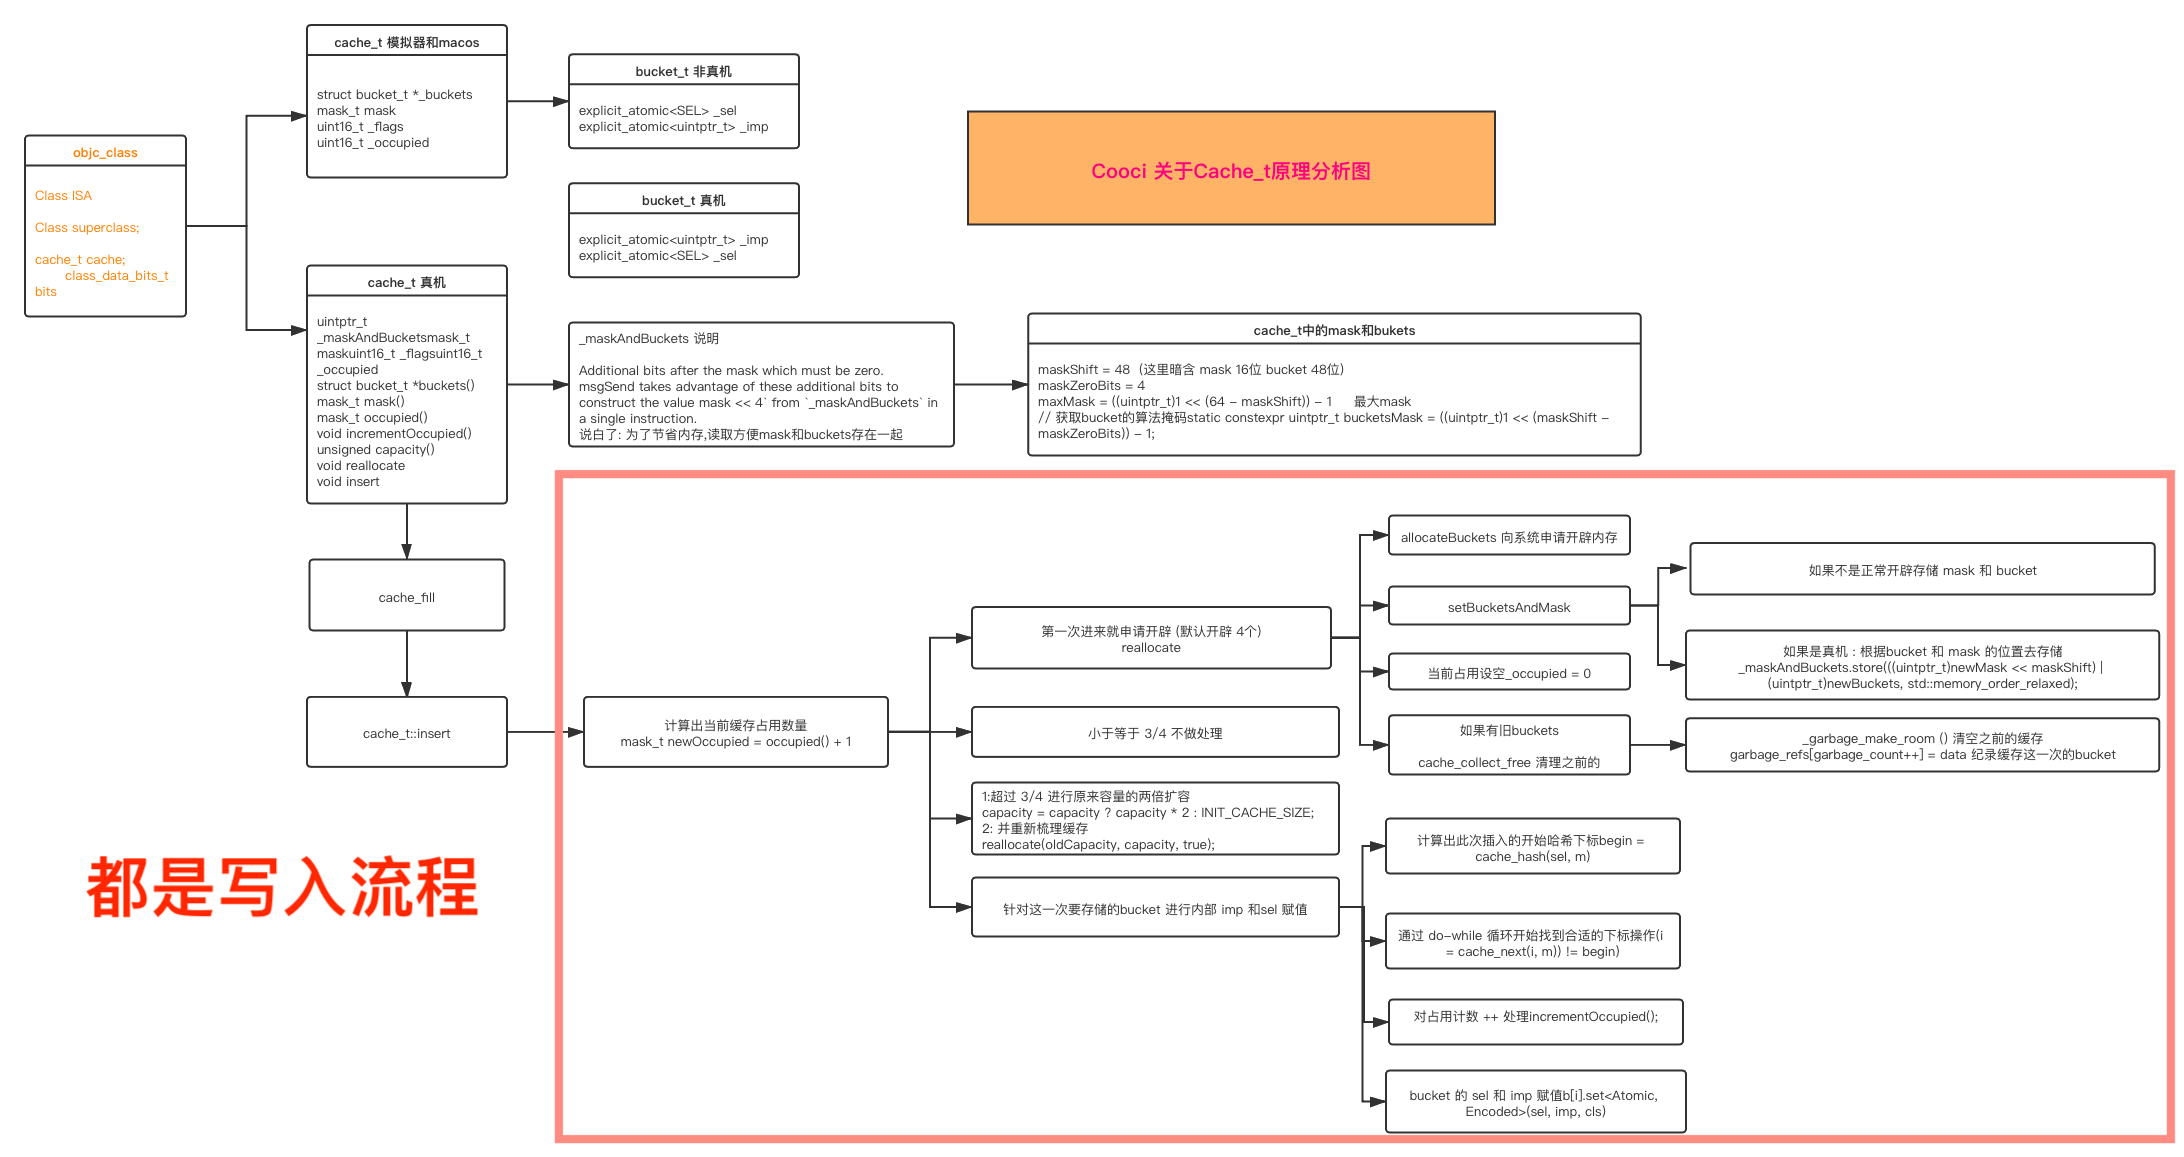 cache_t 模拟器和macos
struct bucket_t *_buckets
mask_t mask
uint16_t _flags
uint16_t _occupied
bucket_t 非真机
explicit_atomic<SEL> _sel
explicit_atomic<uintptr_t> _imp
objc_class
Class ISA
Class superclass;
cache_t cache;
class_data_bits_t
bits
bucket_t 真机
explicit_atomic<uintptr_t> _imp
explicit_atomic<SEL> _sel
Cooci 关于Cache_t原理分析图
cache_t 真机
uintptr_t
_maskAndBucketsmask_t
maskuint16_t _flagsuint16_t
_occupied
struct bucket_t *buckets()
mask_t mask()
mask_t occupied()
void incrementOccupied()
unsigned capacity()
void reallocate
void insert
_maskAndBuckets 说明
Additional bits after the mask which must be zero.
msgSend takes advantage of these additional bits to
construct the value mask << 4` from `_maskAndBuckets` in
a single instruction.
说白了: 为了节省内存,读取方便mask和buckets存在一起
cache_t中的mask和bukets
maskShift = 48（这里暗含 mask 16位 bucket 48位）
maskZeroBits = 4
maxMask = ((uintptr_t)1 << (64 - maskShift)) - 1 最大mask
// 获取bucket的算法掩码static constexpr uintptr_t bucketsMask = ((uintptr_t)1 << (maskShift -
maskZeroBits)) - 1;
cache_fill
cache_t::insert
计算出当前缓存占用数量
mask_t newOccupied = occupied() + 1
第一次进来就申请开辟 (默认开辟 4个)
reallocate
小于等于 3/4 不做处理
1:超过 3/4 进行原来容量的两倍扩容
capacity = capacity ? capacity * 2 : INIT_CACHE_SIZE;
2: 并重新梳理缓存
reallocate(oldCapacity, capacity, true);
针对这一次要存储的bucket 进行内部 imp 和sel 赋值
allocateBuckets 向系统申请开辟内存
setBucketsAndMask
当前占用设空_occupied = 0
如果有旧buckets
cache_collect_free 清理之前的
如果不是正常开辟存储 mask 和 bucket
如果是真机 : 根据bucket 和 mask 的位置去存储
_maskAndBuckets.store(((uintptr_t)newMask << maskShift) |
(uintptr_t)newBuckets, std::memory_order_relaxed);
_garbage_make_room () 清空之前的缓存
garbage_refs[garbage_count++] = data 纪录缓存这一次的bucket
计算出此次插入的开始哈希下标begin =
cache_hash(sel, m)
通过 do-while 循环开始找到合适的下标操作(i
= cache_next(i, m)) != begin)
对占用计数 ++ 处理incrementOccupied();
bucket 的 sel 和 imp 赋值b[i].set<Atomic,
Encoded>(sel, imp, cls)
都是写入流程